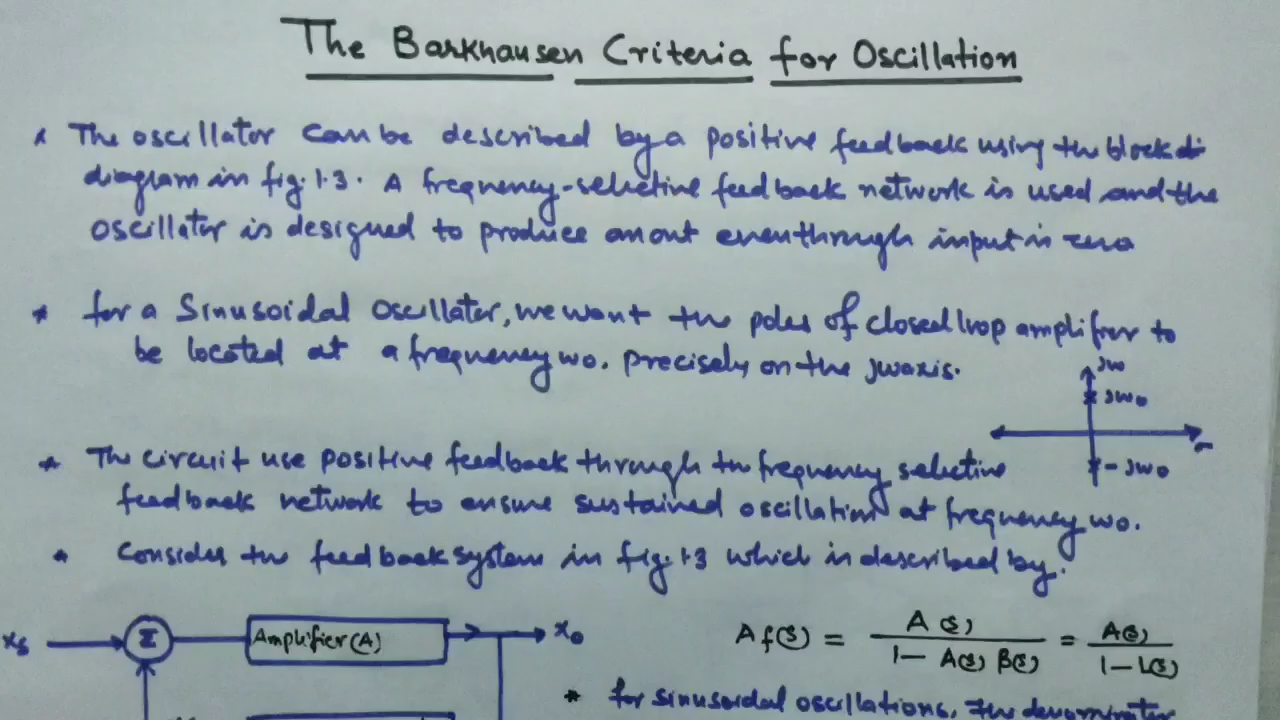 The Barkhausen Criteria for Oscillation
* The oscillator can be described by a positive feedback using the block di
diagram in fig. 1.3. A frequency-selective feedback network is used and the
oscillator is designed to produce an out eventhrough input is zero
* for a Sinusoidal oscillator, we want the poles of closed loop amplifier to
be located at a frequency wo. precisely on the jwaxis.
jw
jwo
σ
-jwo
* The circuit use positive feedback through the frequency selective
feedback network to ensure sustained oscillation at frequency wo.
* Consider the feedback system in fig. 1.3 which is described by.
Xs
Σ
Amplifier (A)
Xo
Af(s) = A(s) / 1 - A(s) β(s) = A(s) / 1 - L(s)
* for sinusoidal oscillations, the denominator